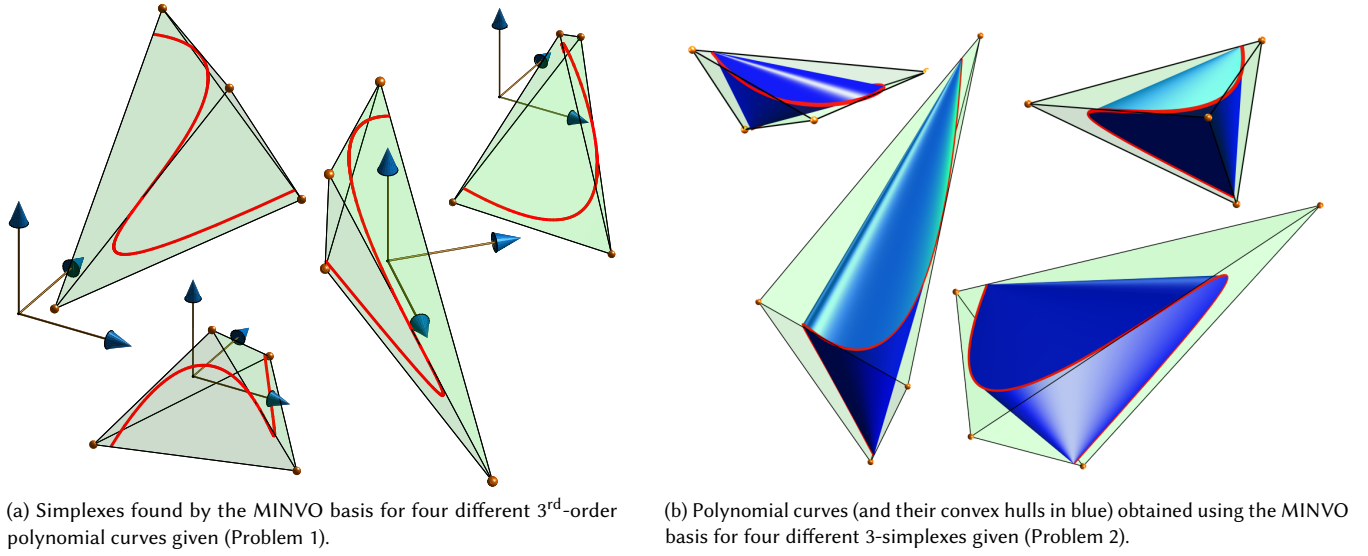 (a) Simplexes found by the MINVO basis for four different 3rd-order
polynomial curves given (Problem 1).
(b) Polynomial curves (and their convex hulls in blue) obtained using the MINVO
basis for four different 3-simplexes given (Problem 2).